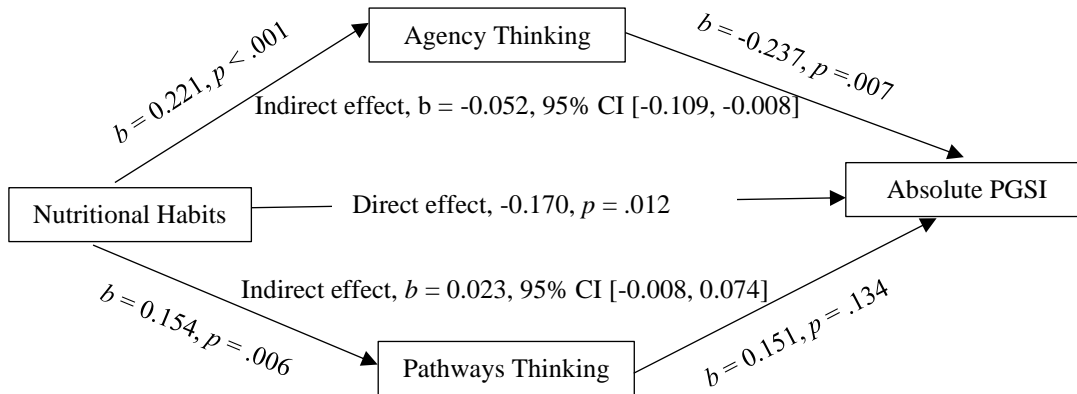 Agency Thinking
b = 0.221, p < .001
b = -0.237, p =.007
Indirect effect, b = -0.052, 95% CI [-0.109, -0.008]
Nutritional Habits
Direct effect, -0.170, p = .012
Absolute PGSI
Indirect effect, b = 0.023, 95% CI [-0.008, 0.074]
b = 0.154, p = .006
b = 0.151, p = .134
Pathways Thinking